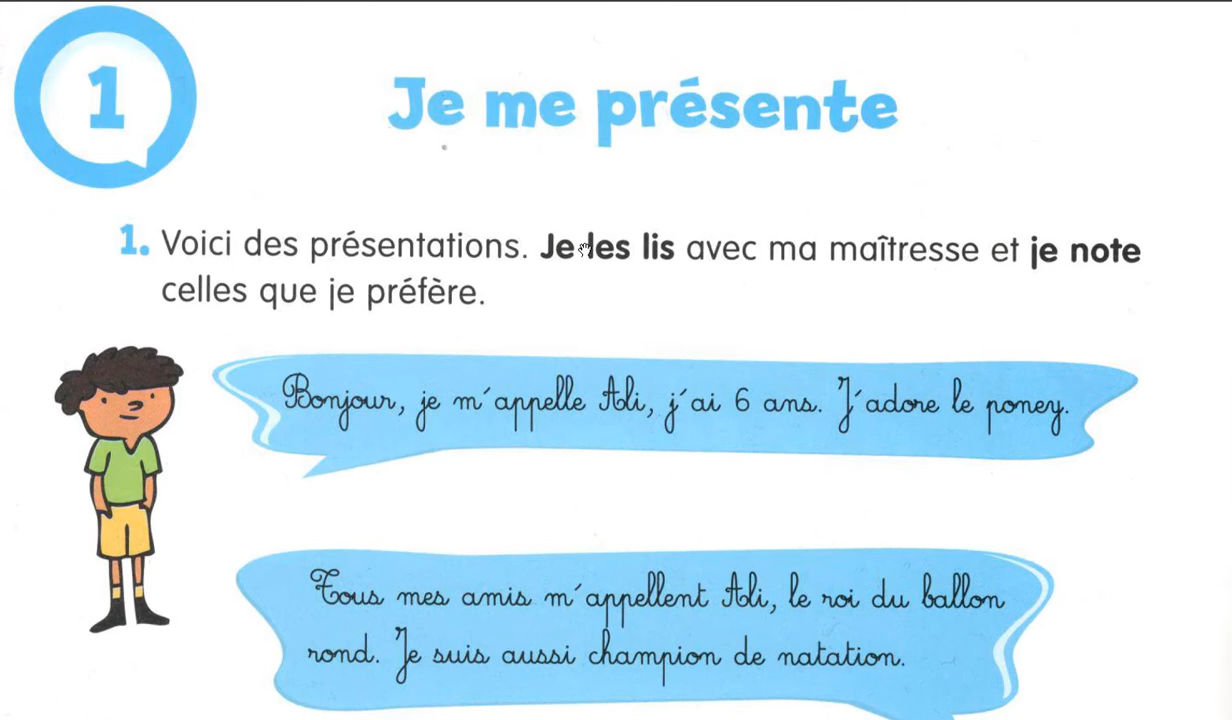 1
Je me présente
1. Voici des présentations. Je les lis avec ma maîtresse et je note
celles que je préfère.
Bonjour, je m'appelle Ali, j'ai 6 ans. J'adore le poney.
Tous mes amis m'appellent Ali, le roi du ballon
rond. Je suis aussi champion de natation.